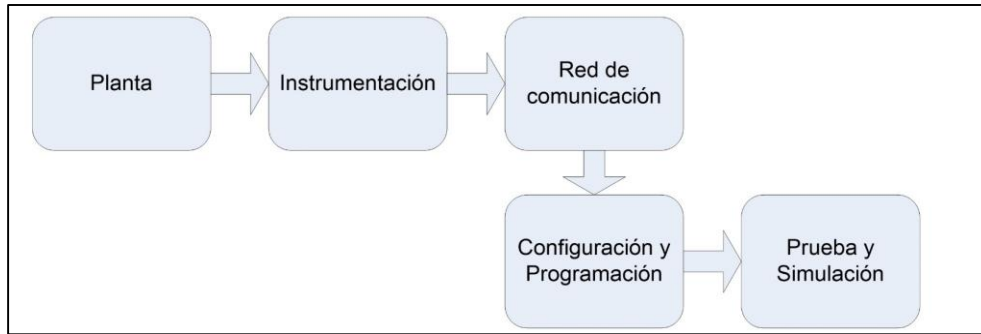 Planta
Instrumentación
Red de
comunicación
Configuración y
Programación
Prueba y
Simulación